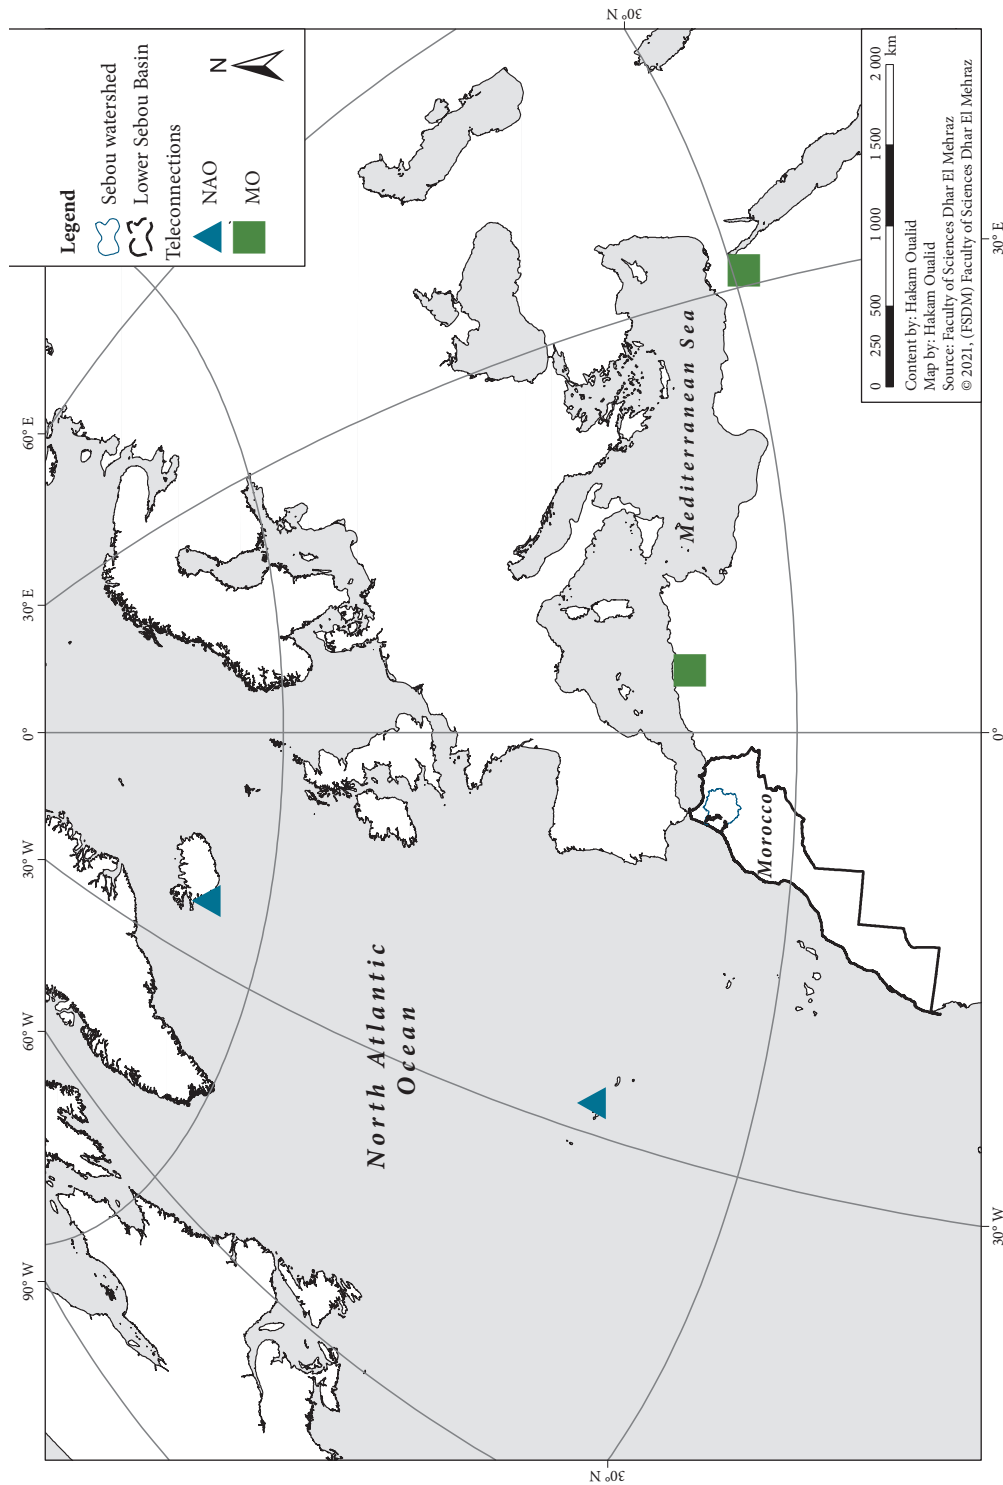 90° W
60° W
30° W
0°
30° E
60° E
Legend
Sebou watershed
Lower Sebou Basin
Teleconnections
NAO
MO
N
30° N
30° N
North Atlantic
Ocean
Mediterranean Sea
Morocco
30° W
0°
30° E
0 250 500 1 000 1 500 2 000
km
Content by: Hakam Oualid
Map by: Hakam Oualid
Source: Faculty of Sciences Dhar El Mehraz
© 2021, (FSDM) Faculty of Sciences Dhar El Mehraz